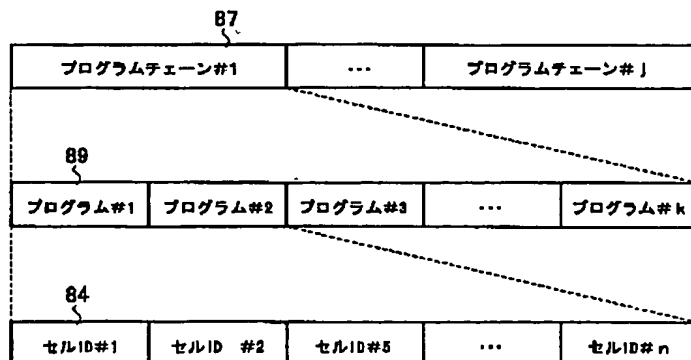 87
プログラムチェーン#1 ... プログラムチェーン#j
89
プログラム#1 プログラム#2 プログラム#3 ... プログラム#k
84
セルID#1 セルID #2 セルID#5 ... セルID#n